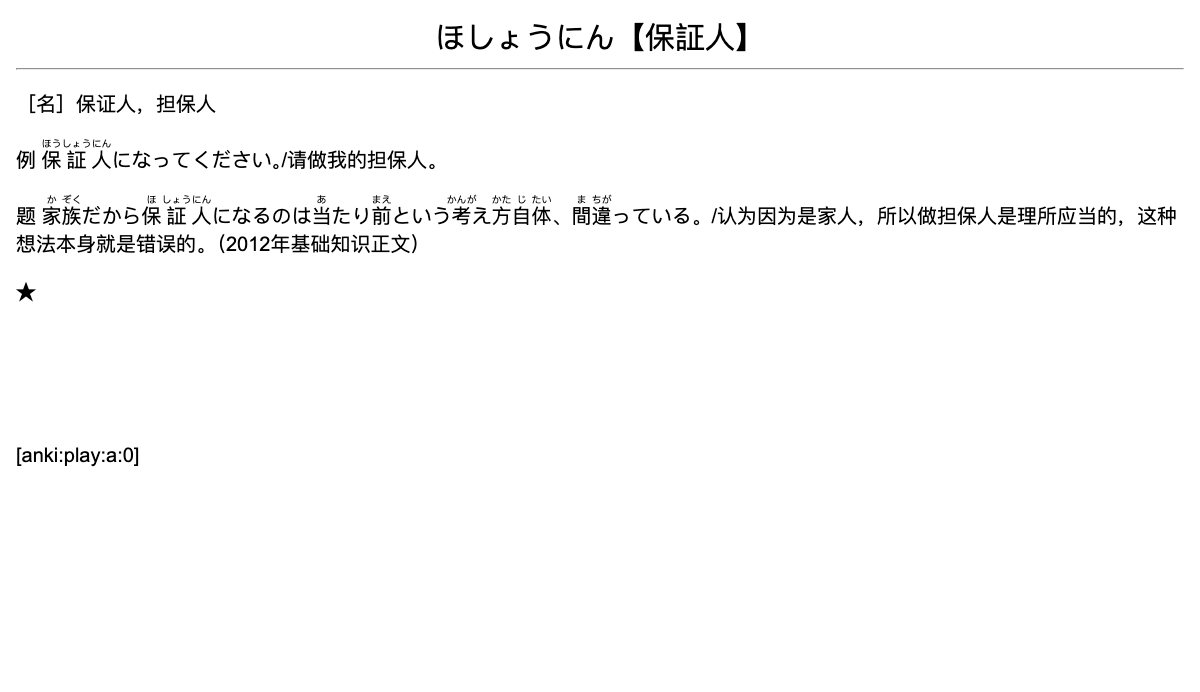 ほしょうにん【保証人】
［名］保证人，担保人
ほうしょうにん
例 保証人になってください。/请做我的担保人。
かぞく ほしょうにん あ まえ かんが かたじたい まちが
题 家族だから保証人になるのは当たり前という考え方自体、間違っている。/认为因为是家人，所以做担保人是理所应当的，这种
想法本身就是错误的。（2012年基础知识正文）
★
[anki:play:a:0]